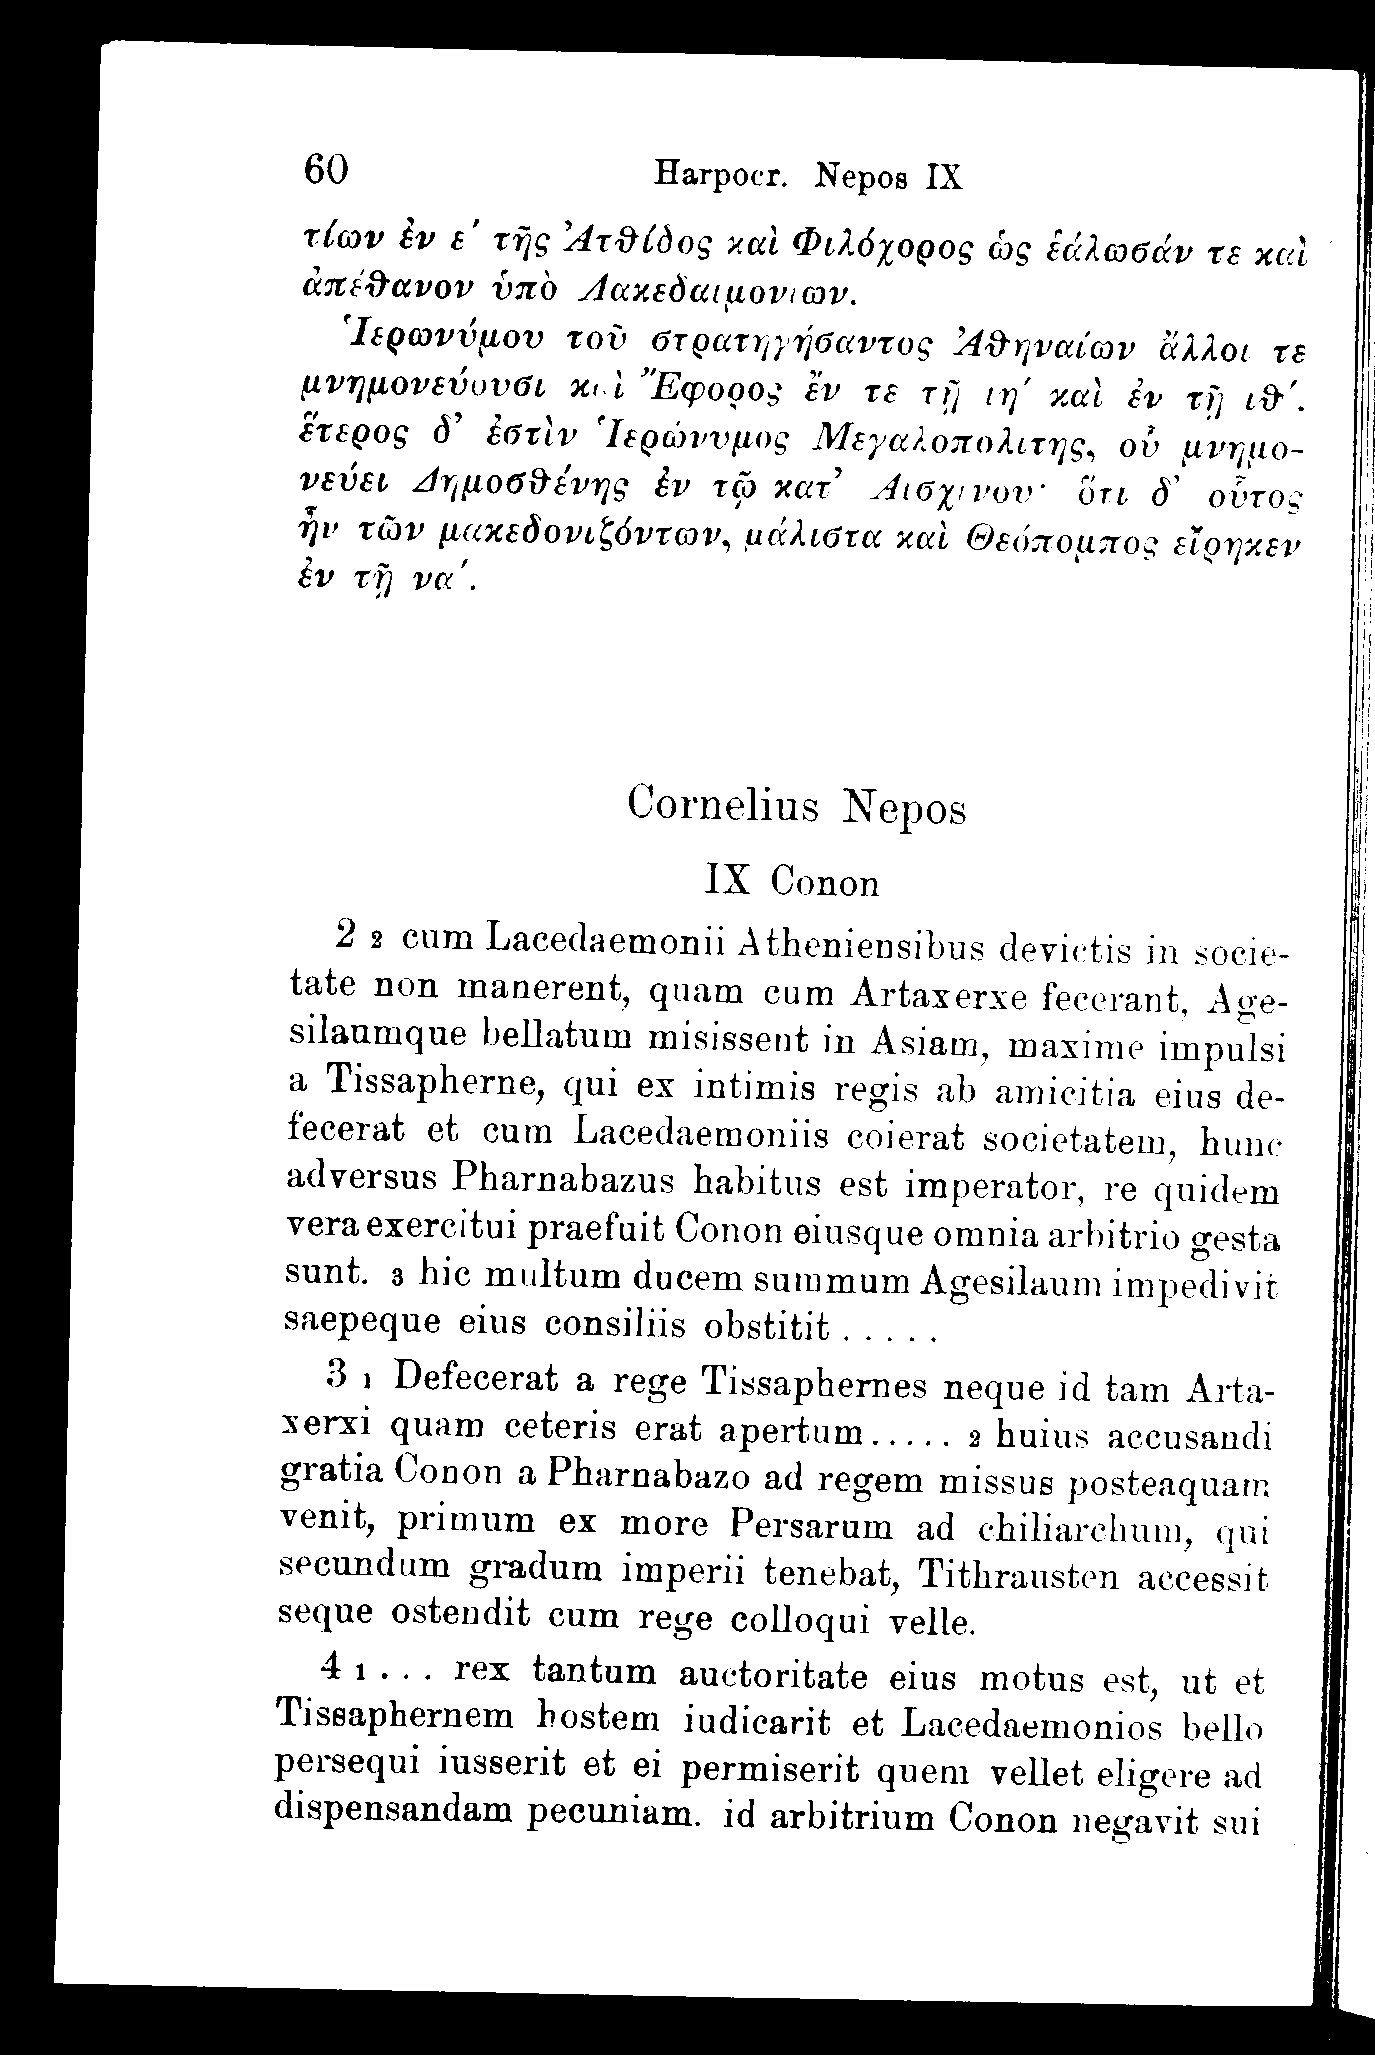 60 Harpocr. Nepos IX
τίων ἐν ε΄ τῆς Ἀτθίδος καὶ Φιλόχορος ὡς ἑάλωσάν τε καὶ
ἀπέθανον ὑπὸ Λακεδαιμονίων.
Ἱερωνύμου τοῦ στρατηγήσαντος Ἀθηναίων ἄλλοι τε
μνημονεύουσι καὶ Ἔφορος ἔν τε τῇ ιη΄ καὶ ἐν τῇ ιθ΄.
ἕτερος δ’ ἐστὶν Ἱερώνυμος Μεγαλοπολίτης, οὗ μνημο-
νεύει Δημοσθένης ἐν τῷ κατ’ Αἰσχίνου· ὅτι δ’ οὗτος
ἦν τῶν μακεδονιζόντων, μάλιστα καὶ Θεόπομπος εἴρηκεν
ἐν τῇ να΄.
Cornelius Nepos
IX Conon
2 2 cum Lacedaemonii Atheniensibus devictis in socie-
tate non manerent, quam cum Artaxerxe fecerant, Age-
silaumque bellatum misissent in Asiam, maxime impulsi
a Tissapherne, qui ex intimis regis ab amicitia eius de-
fecerat et cum Lacedaemoniis coierat societatem, hunc
adversus Pharnabazus habitus est imperator, re quidem
vera exercitui praefuit Conon eiusque omnia arbitrio gesta
sunt. 3 hic multum ducem summum Agesilaum impedivit
saepeque eius consiliis obstitit . . . . .
3 1 Defecerat a rege Tissaphernes neque id tam Arta-
xerxi quam ceteris erat apertum . . . . . 2 huius accusandi
gratia Conon a Pharnabazo ad regem missus posteaquam
venit, primum ex more Persarum ad chiliarchum, qui
secundum gradum imperii tenebat, Tithrausten accessit
seque ostendit cum rege colloqui velle.
4 1 . . . rex tantum auctoritate eius motus est, ut et
Tissaphernem hostem iudicarit et Lacedaemonios bello
persequi iusserit et ei permiserit quem vellet eligere ad
dispensandam pecuniam. id arbitrium Conon negavit sui